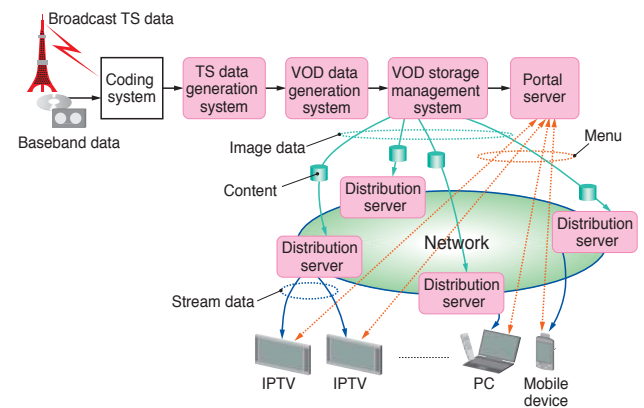 Broadcast TS data
Coding
system
TS data
generation
system
VOD data
generation
system
VOD storage
management
system
Portal
server
Baseband data
Image data
Menu
Content
Distribution
server
Distribution
server
Distribution
server
Network
Distribution
server
Stream data
IPTV
IPTV
PC
Mobile
device